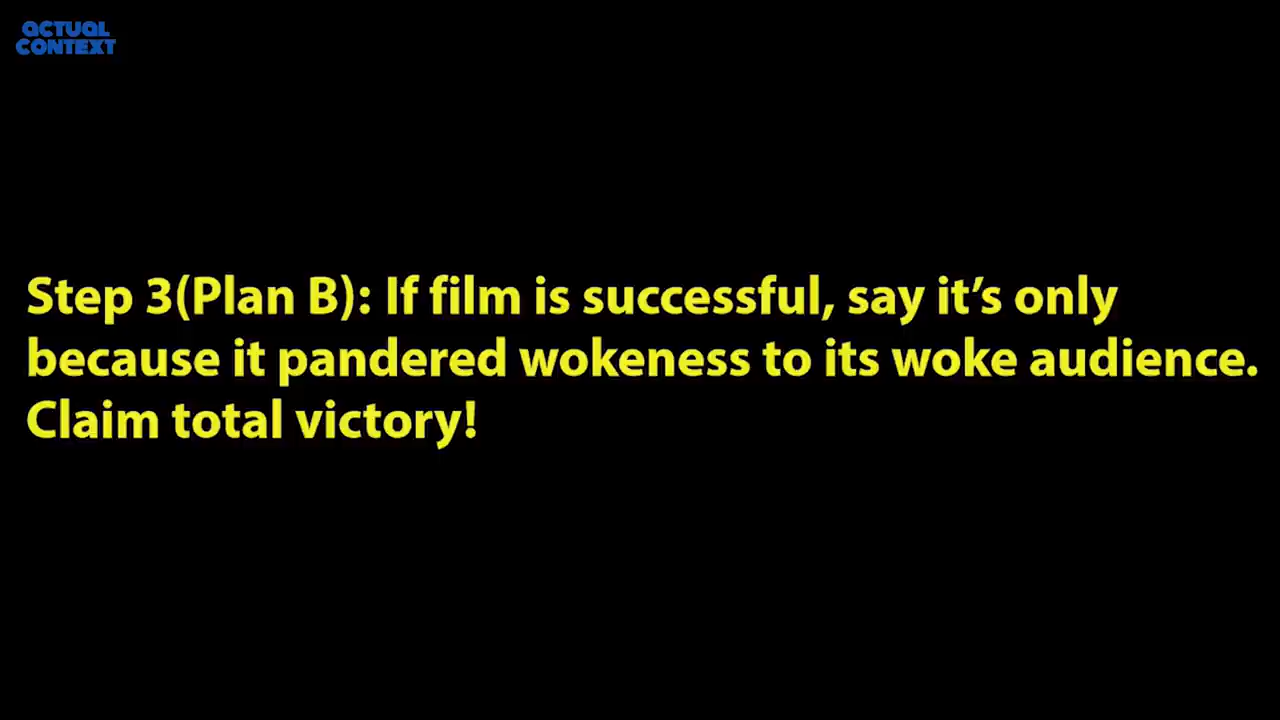 ACTUAL
CONTEXT
Step 3(Plan B): If film is successful, say it’s only
because it pandered wokeness to its woke audience.
Claim total victory!